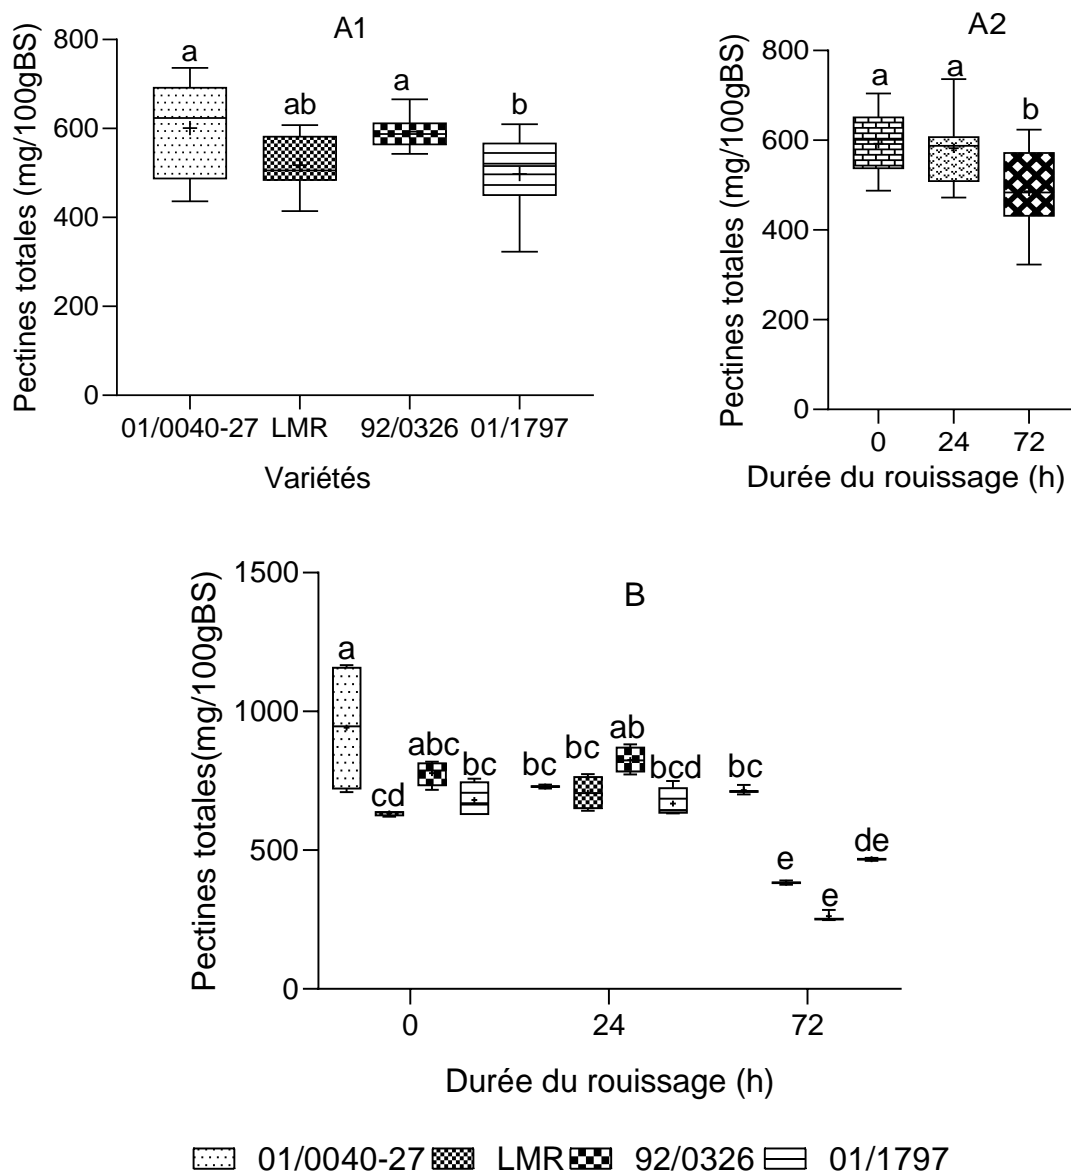 A1
Pectines totales (mg/100gBS)
800
600
400
200
0
a
ab
a
b
01/0040-27 LMR 92/0326 01/1797
Variétés
A2
Pectines totales (mg/100gBS)
800
600
400
200
0
a
a
b
0 24 72
Durée du rouissage (h)
B
Pectines totales(mg/100gBS)
1500
1000
500
0
a
cd
abc
bc
bc
bc
ab
bcd
bc
e
e
de
0 24 72
Durée du rouissage (h)
01/0040-27 LMR 92/0326 01/1797